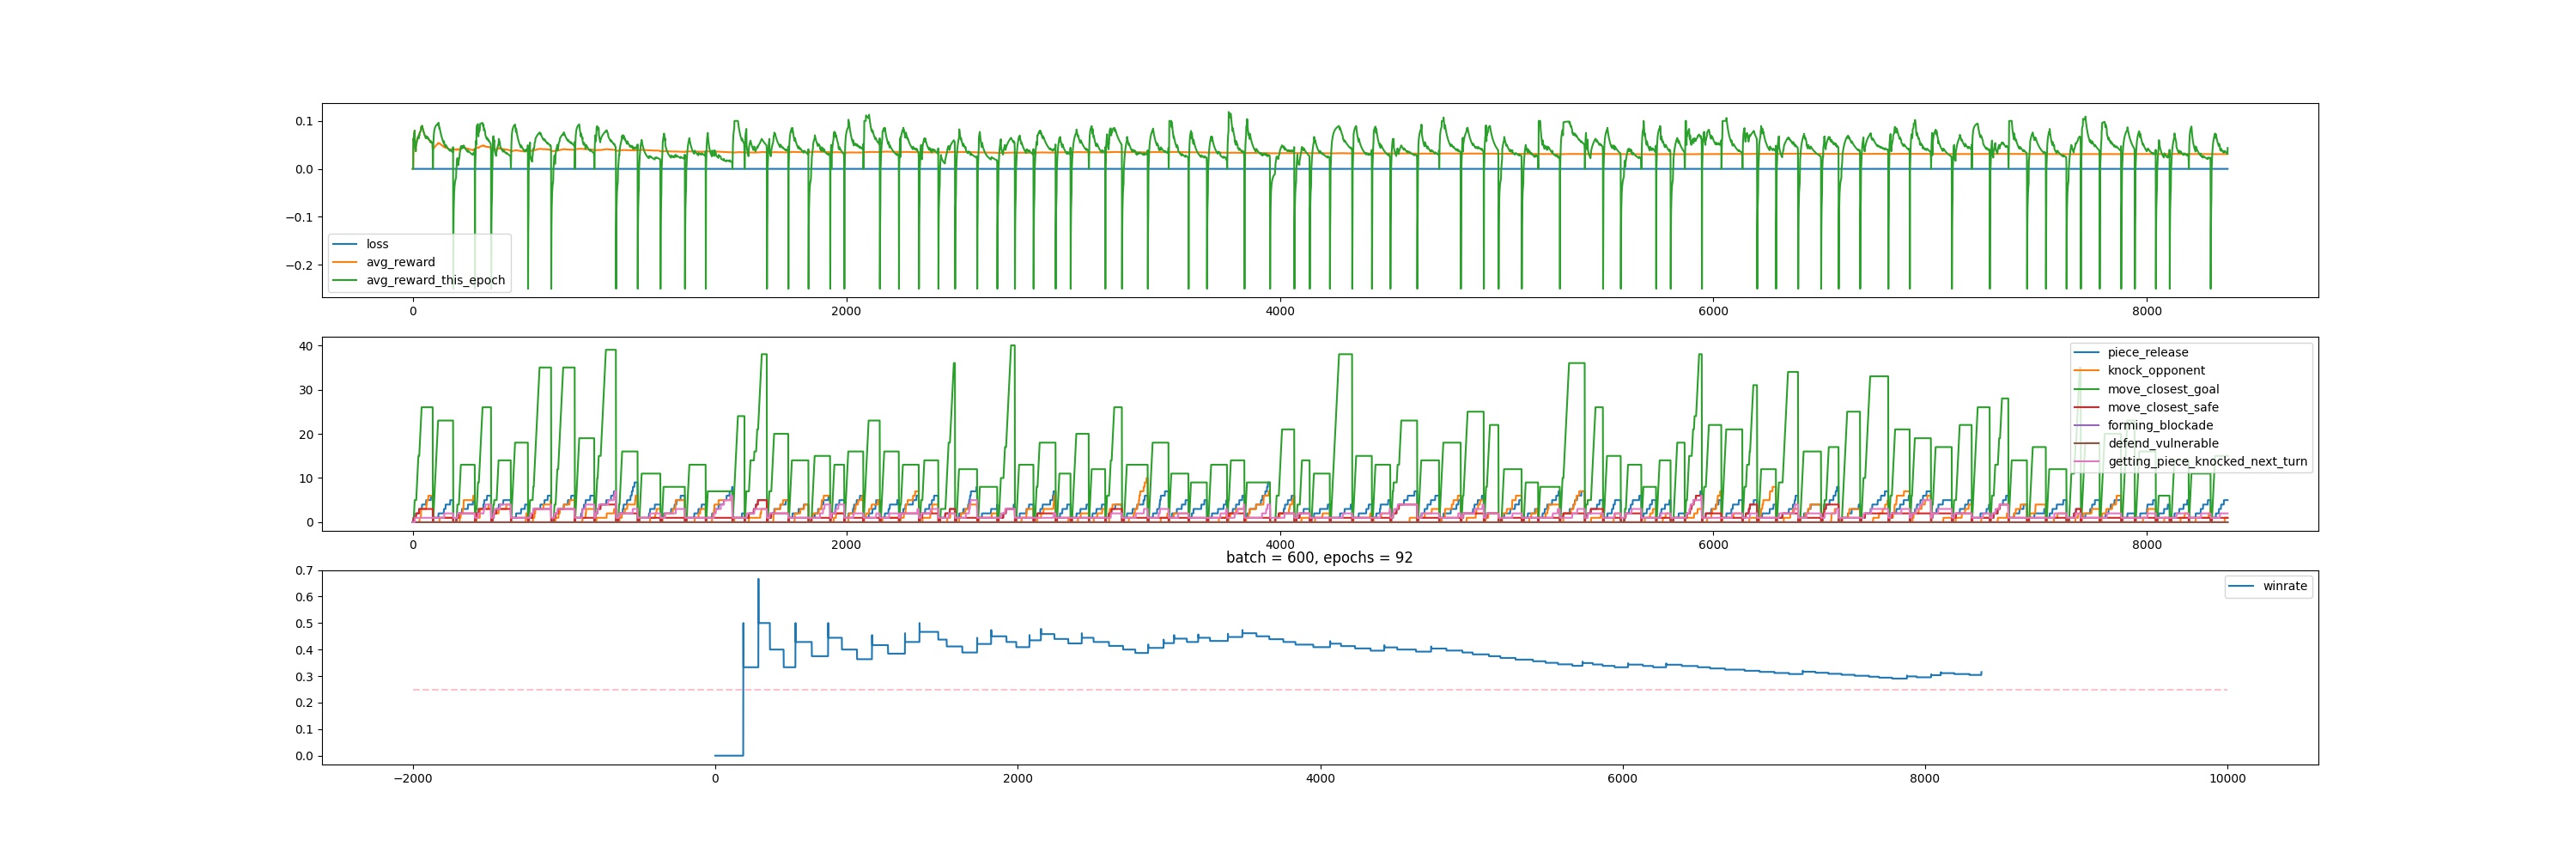 0.1
0.0
−0.1
−0.2
loss
avg_reward
avg_reward_this_epoch
0 2000 4000 6000 8000
40
30
20
10
0
piece_release
knock_opponent
move_closest_goal
move_closest_safe
forming_blockade
defend_vulnerable
getting_piece_knocked_next_turn
0 2000 4000 6000 8000
batch = 600, epochs = 92
0.7
0.6
0.5
0.4
0.3
0.2
0.1
0.0
winrate
−2000 0 2000 4000 6000 8000 10000